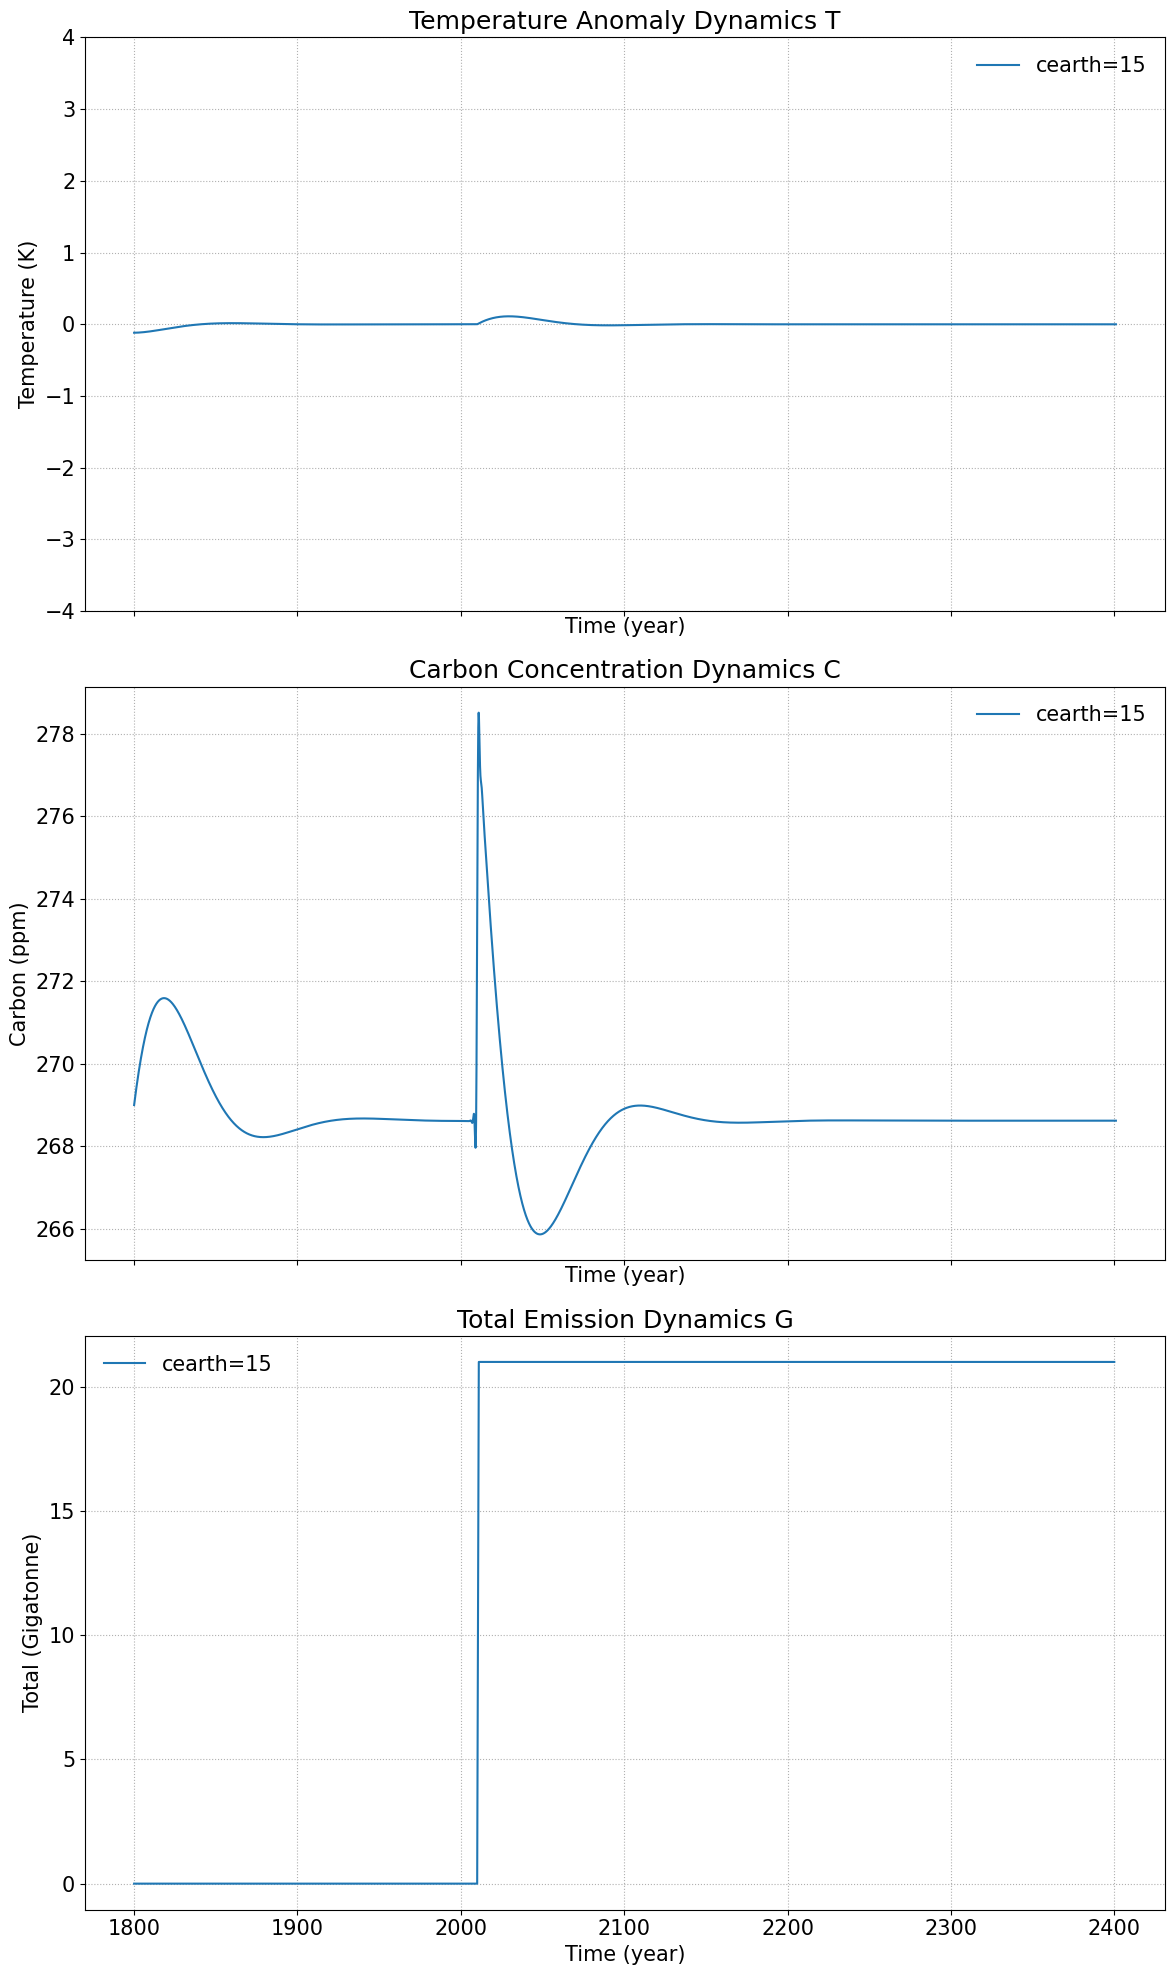 Temperature Anomaly Dynamics T
cearth=15
Temperature (K)
4
3
2
1
0
−1
−2
−3
−4
Time (year)
Carbon Concentration Dynamics C
cearth=15
Carbon (ppm)
278
276
274
272
270
268
266
Time (year)
Total Emission Dynamics G
cearth=15
Total (Gigatonne)
20
15
10
5
0
1800 1900 2000 2100 2200 2300 2400
Time (year)